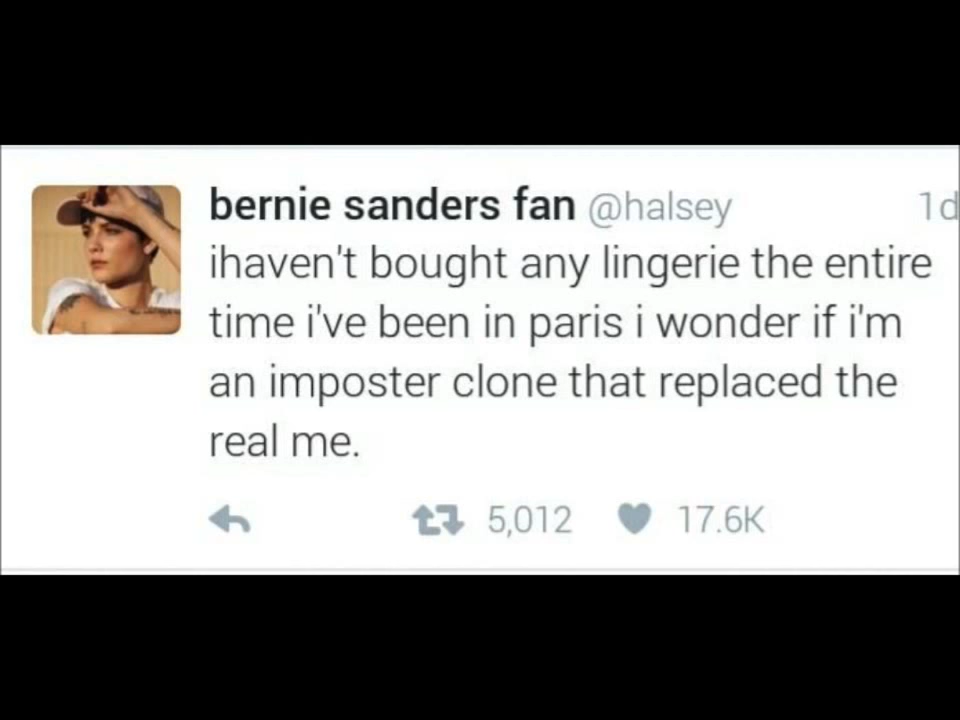 bernie sanders fan @halsey 1d
ihaven't bought any lingerie the entire
time i've been in paris i wonder if i'm
an imposter clone that replaced the
real me.
5,012 17.6K